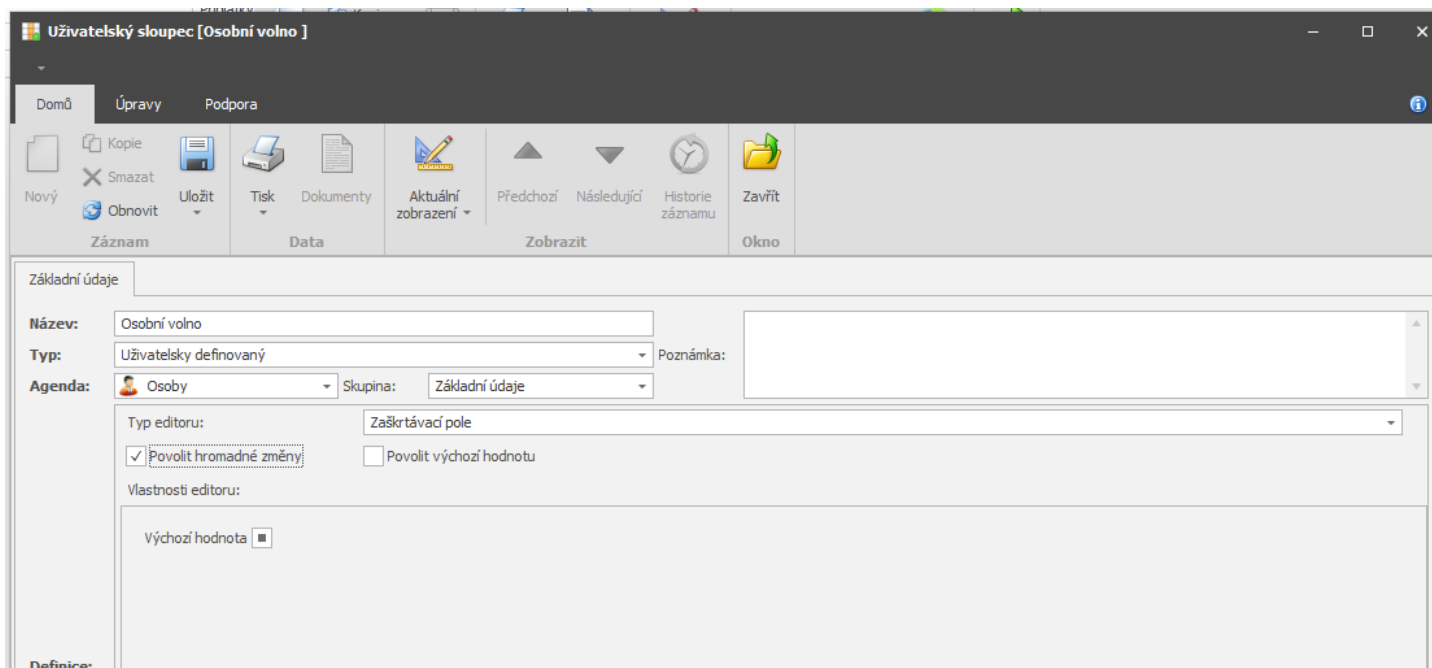 Uživatelský sloupec [Osobní volno ]
Domů Úpravy Podpora
Nový
Kopie
Smazat
Obnovit
Uložit
Záznam
Tisk
Dokumenty
Data
Aktuální
zobrazení
Předchozí
Následující
Historie
záznamu
Zobrazit
Zavřít
Okno
Základní údaje
Název: Osobní volno
Typ: Uživatelsky definovaný Poznámka:
Agenda: Osoby Skupina: Základní údaje
Typ editoru: Zaškrtávací pole
Povolit hromadné změny Povolit výchozí hodnotu
Vlastnosti editoru:
Výchozí hodnota
Definice: